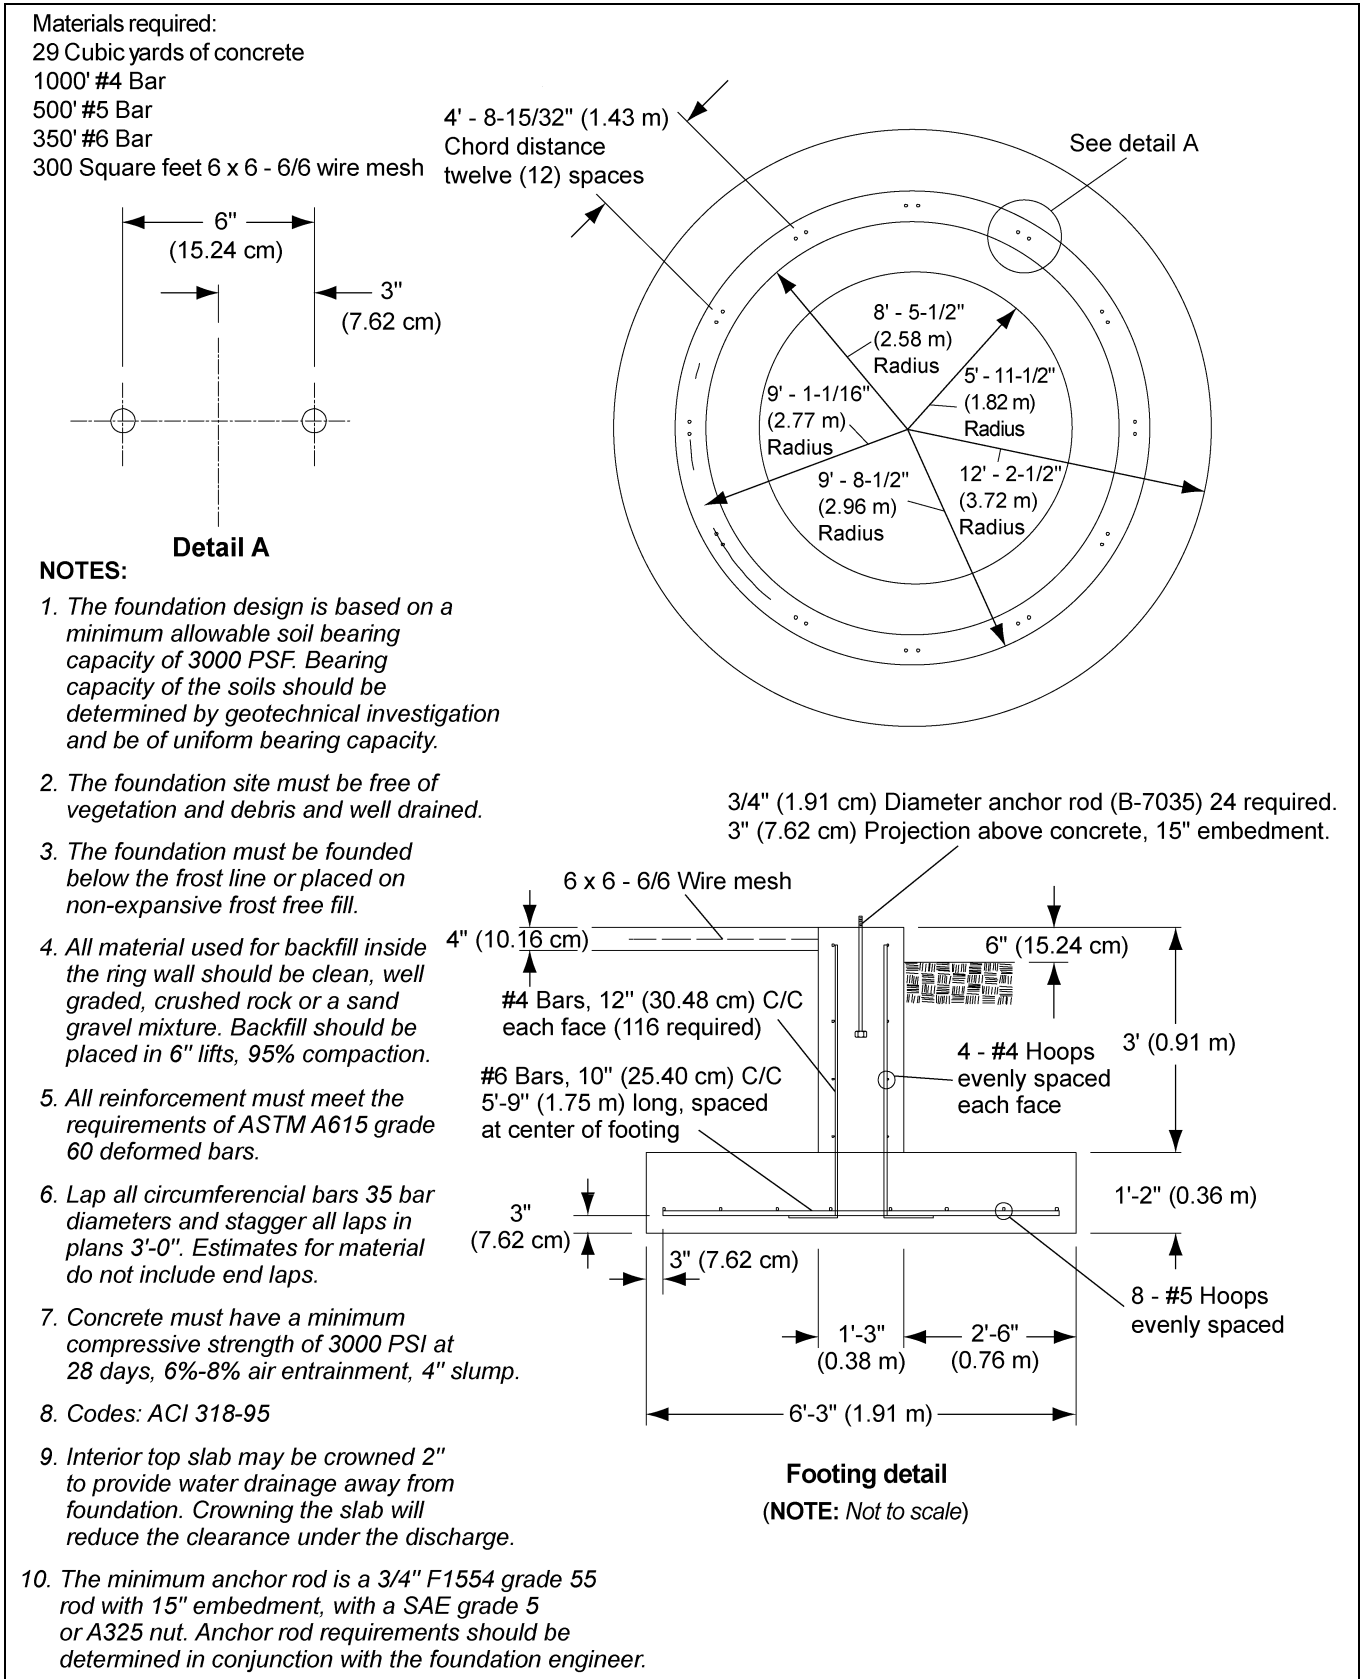 Materials required:
29 Cubic yards of concrete
1000' #4 Bar
500' #5 Bar
350' #6 Bar
300 Square feet 6 x 6 - 6/6 wire mesh
4' - 8-15/32" (1.43 m)
Chord distance
twelve (12) spaces
See detail A
6"
(15.24 cm)
3"
(7.62 cm)
Detail A
8' - 5-1/2"
(2.58 m)
Radius
5' - 11-1/2"
(1.82 m)
Radius
9' - 1-1/16"
(2.77 m)
Radius
9' - 8-1/2"
(2.96 m)
Radius
12' - 2-1/2"
(3.72 m)
Radius
NOTES:
1. The foundation design is based on a
minimum allowable soil bearing
capacity of 3000 PSF. Bearing
capacity of the soils should be
determined by geotechnical investigation
and be of uniform bearing capacity.
2. The foundation site must be free of
vegetation and debris and well drained.
3. The foundation must be founded
below the frost line or placed on
non-expansive frost free fill.
4. All material used for backfill inside
the ring wall should be clean, well
graded, crushed rock or a sand
gravel mixture. Backfill should be
placed in 6" lifts, 95% compaction.
5. All reinforcement must meet the
requirements of ASTM A615 grade
60 deformed bars.
6. Lap all circumferencial bars 35 bar
diameters and stagger all laps in
plans 3'-0". Estimates for material
do not include end laps.
7. Concrete must have a minimum
compressive strength of 3000 PSI at
28 days, 6%-8% air entrainment, 4" slump.
8. Codes: ACI 318-95
9. Interior top slab may be crowned 2"
to provide water drainage away from
foundation. Crowning the slab will
reduce the clearance under the discharge.
10. The minimum anchor rod is a 3/4" F1554 grade 55
rod with 15" embedment, with a SAE grade 5
or A325 nut. Anchor rod requirements should be
determined in conjunction with the foundation engineer.
3/4" (1.91 cm) Diameter anchor rod (B-7035) 24 required.
3" (7.62 cm) Projection above concrete, 15" embedment.
6 x 6 - 6/6 Wire mesh
4" (10.16 cm)
6" (15.24 cm)
#4 Bars, 12" (30.48 cm) C/C
each face (116 required)
3' (0.91 m)
4 - #4 Hoops
evenly spaced
each face
#6 Bars, 10" (25.40 cm) C/C
5'-9" (1.75 m) long, spaced
at center of footing
1'-2" (0.36 m)
3"
(7.62 cm)
3" (7.62 cm)
8 - #5 Hoops
evenly spaced
1'-3"
(0.38 m)
2'-6"
(0.76 m)
6'-3" (1.91 m)
Footing detail
(NOTE: Not to scale)